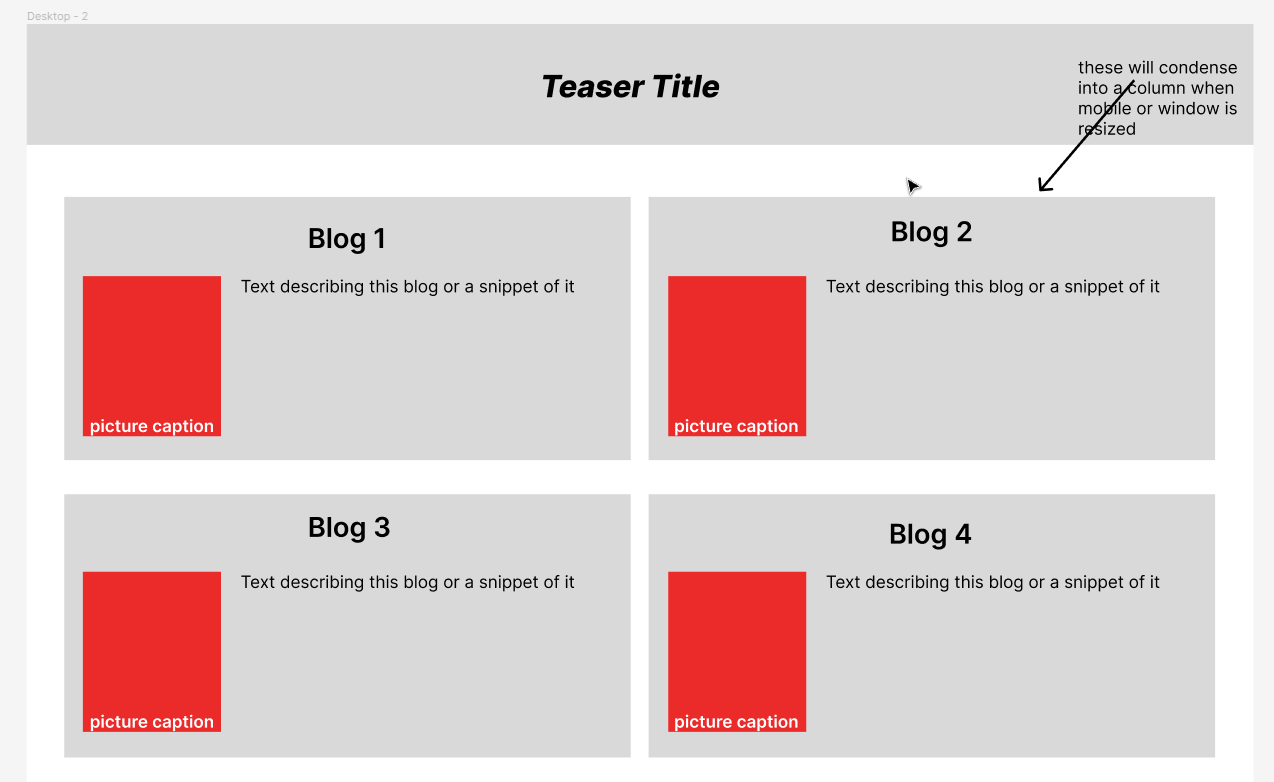 Desktop - 2
Teaser Title
these will condense
into a column when
mobile or window is
resized
Blog 1
Text describing this blog or a snippet of it
picture caption
Blog 2
Text describing this blog or a snippet of it
picture caption
Blog 3
Text describing this blog or a snippet of it
picture caption
Blog 4
Text describing this blog or a snippet of it
picture caption